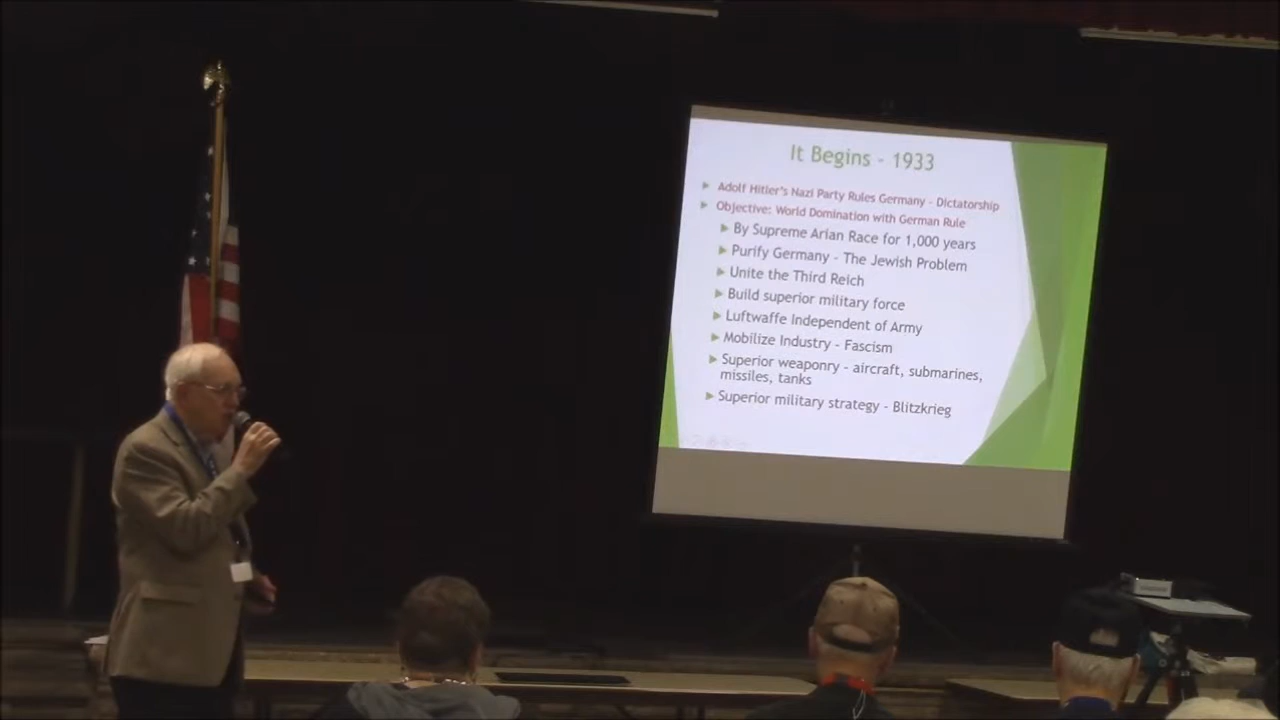 It Begins - 1933
Adolf Hitler's Nazi Party Rules Germany - Dictatorship
Objective: World Domination with German Rule
By Supreme Arian Race for 1,000 years
Purify Germany - The Jewish Problem
Unite the Third Reich
Build superior military force
Luftwaffe Independent of Army
Mobilize Industry - Fascism
Superior weaponry - aircraft, submarines,
missiles, tanks
Superior military strategy - Blitzkrieg